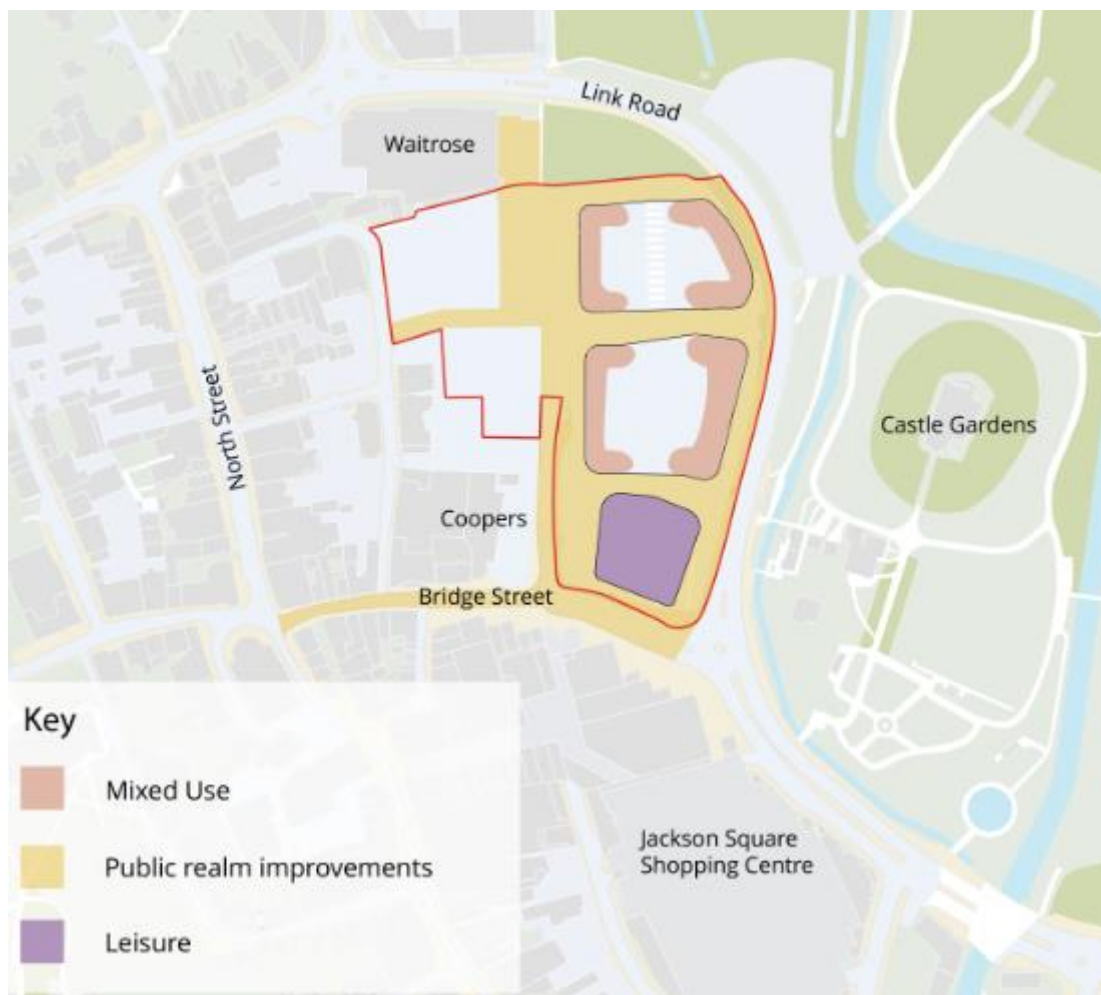 Link Road
Waitrose
North Street
Castle Gardens
Coopers
Bridge Street
Key
Mixed Use
Public realm improvements
Leisure
Jackson Square
Shopping Centre